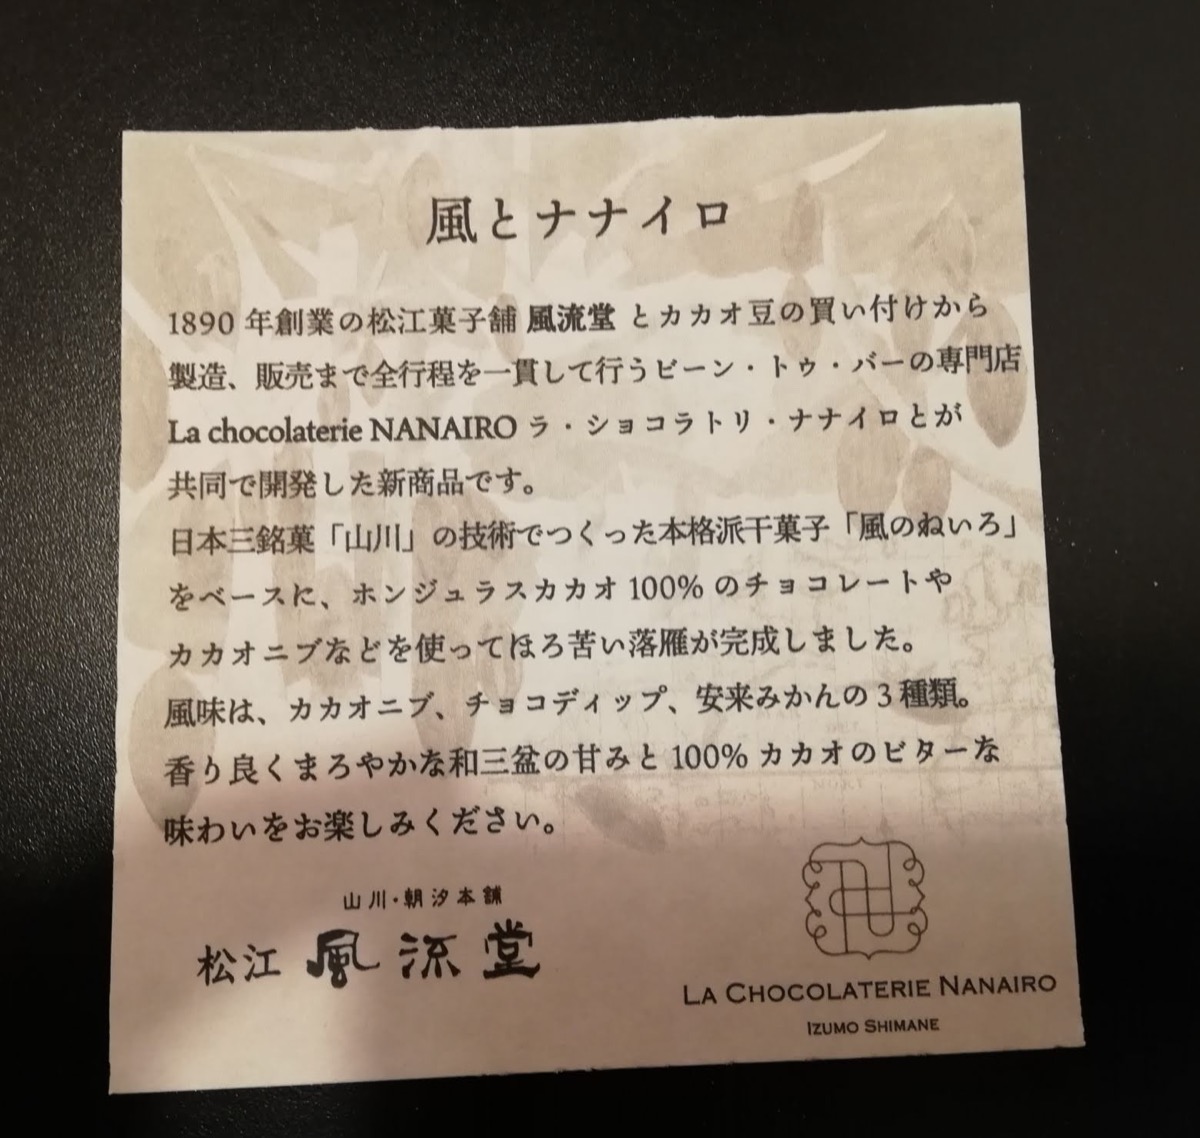 風とナナイロ
1890 年創業の松江菓子舗 風流堂 とカカオ豆の買い付けから
製造、販売まで全行程を一貫して行うビーン・トゥ・バーの専門店
La chocolaterie NANAIRO ラ・ショコラトリ・ナナイロとが
共同で開発した新商品です。
日本三銘菓「山川」の技術でつくった本格派干菓子「風のねいろ」
をベースに、ホンジュラスカカオ 100% のチョコレートや
カカオニブなどを使ってほろ苦い落雁が完成しました。
風味は、カカオニブ、チョコディップ、安来みかんの 3 種類。
香り良くまろやかな和三盆の甘みと 100% カカオのビターな
味わいをお楽しみください。
山川・朝汐本舗
松江 風流堂
LA CHOCOLATERIE NANAIRO
IZUMO SHIMANE